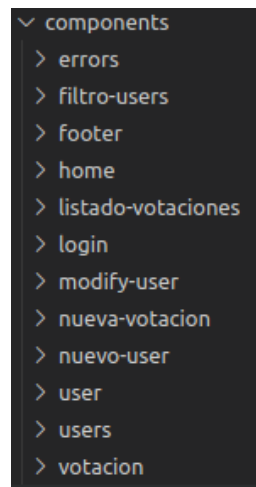 components
errors
filtro-users
footer
home
listado-votaciones
login
modify-user
nueva-votacion
nuevo-user
user
users
votacion